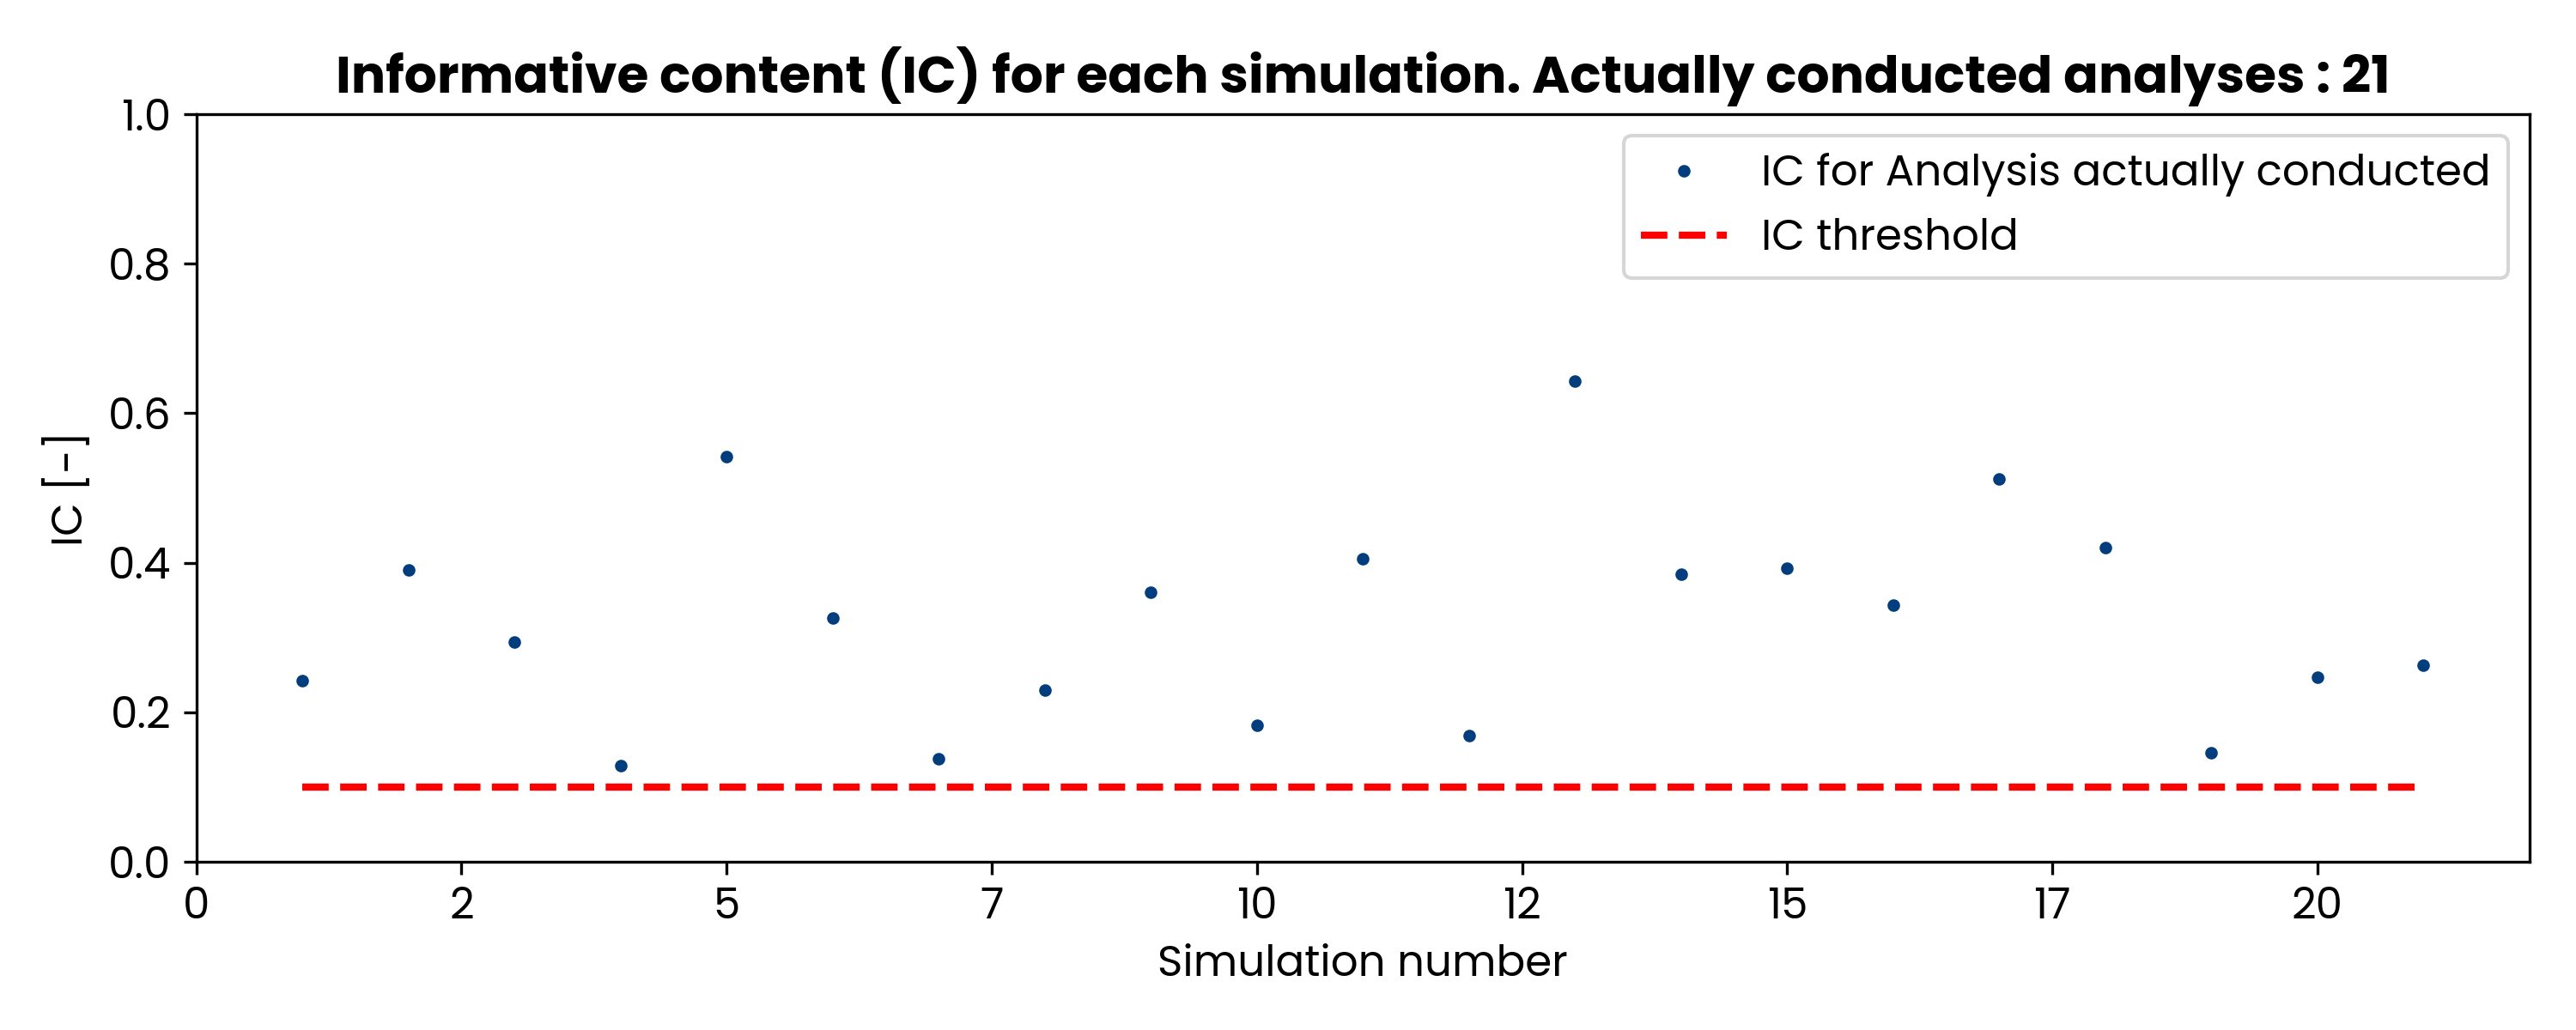 Informative content (IC) for each simulation. Actually conducted analyses : 21
1.0
0.8
0.6
0.4
0.2
0.0
IC [-]
IC for Analysis actually conducted
IC threshold
0 2 5 7 10 12 15 17 20
Simulation number